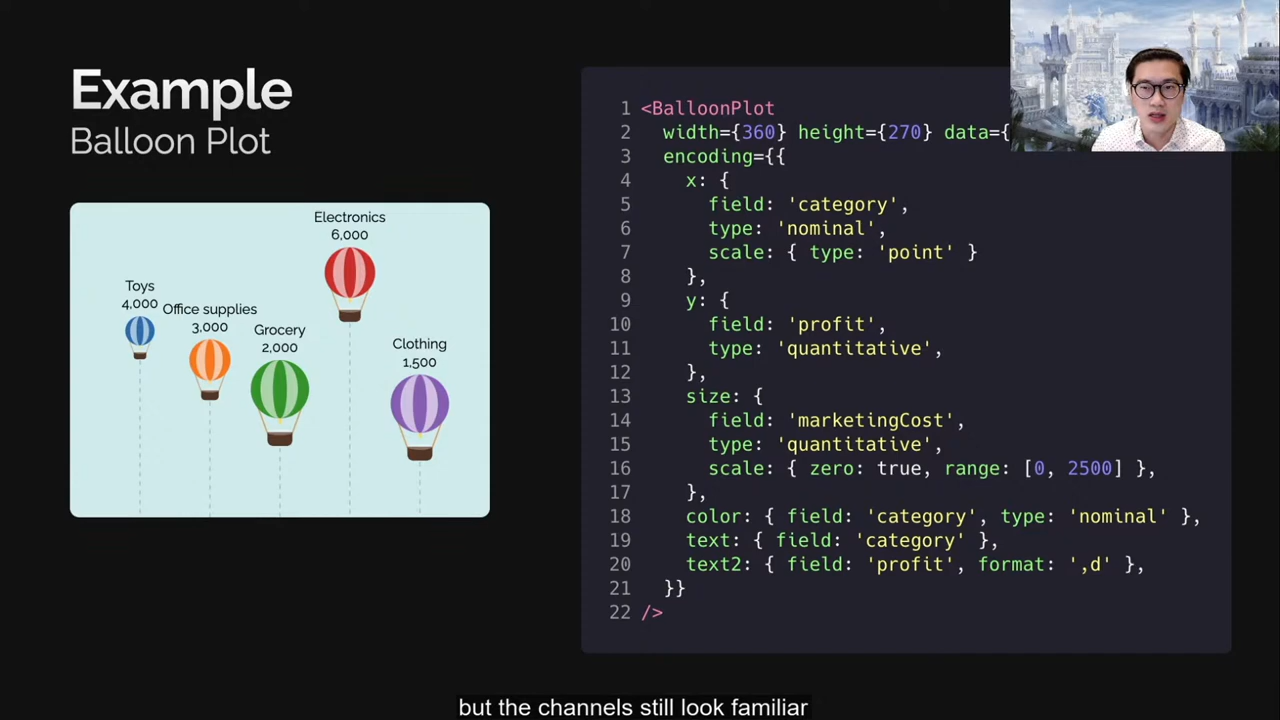 Example
Balloon Plot
Electronics
6,000
Toys
4,000
Office supplies
3,000
Grocery
2,000
Clothing
1,500
1 <BalloonPlot
2 width={360} height={270} data={
3 encoding={{
4 x: {
5 field: 'category',
6 type: 'nominal',
7 scale: { type: 'point' }
8 },
9 y: {
10 field: 'profit',
11 type: 'quantitative',
12 },
13 size: {
14 field: 'marketingCost',
15 type: 'quantitative',
16 scale: { zero: true, range: [0, 2500] },
17 },
18 color: { field: 'category', type: 'nominal' },
19 text: { field: 'category' },
20 text2: { field: 'profit', format: ',d' },
21 }}
22 />
but the channels still look familiar